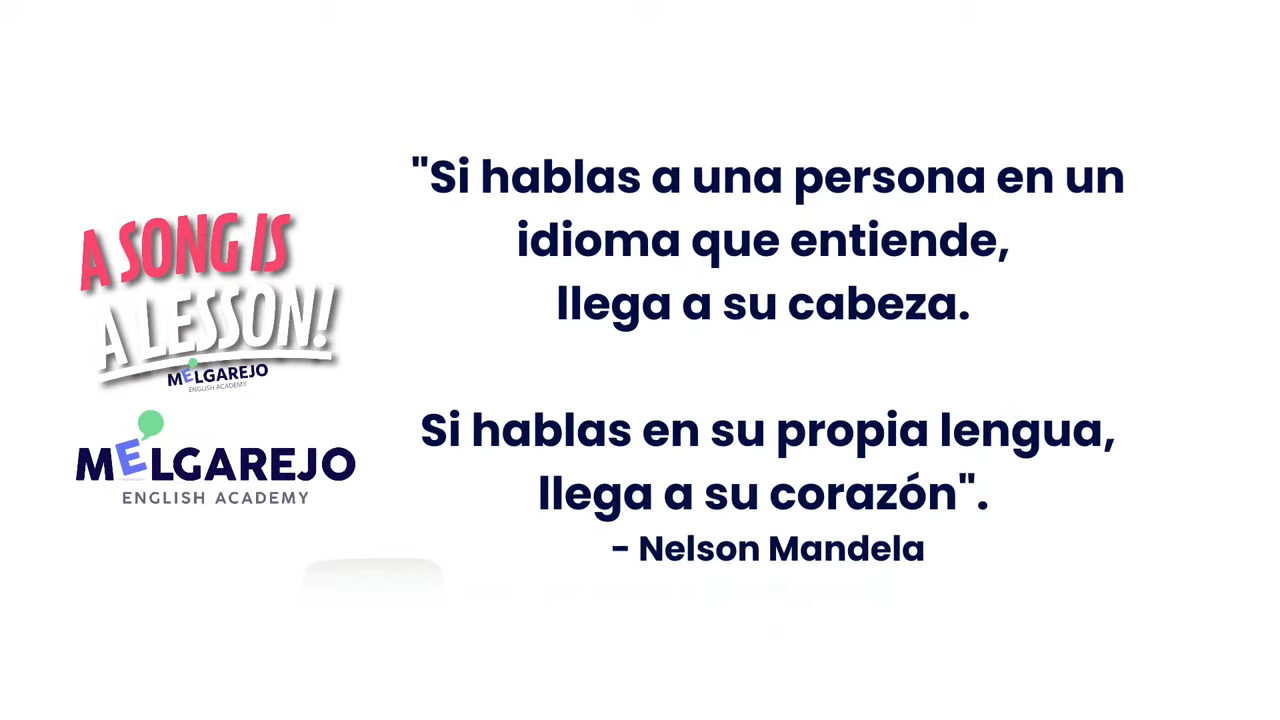 A SONG IS
A LESSON!
MELGAREJO
ENGLISH ACADEMY
MELGAREJO
ENGLISH ACADEMY
"Si hablas a una persona en un
idioma que entiende,
llega a su cabeza.
Si hablas en su propia lengua,
llega a su corazón".
- Nelson Mandela